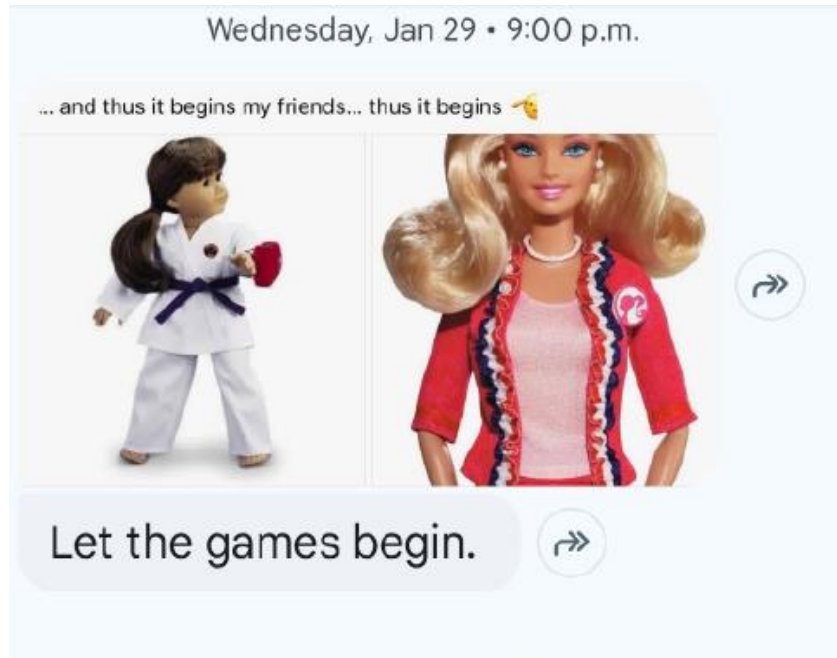 Wednesday, Jan 29 • 9:00 p.m.
... and thus it begins my friends... thus it begins 🫡
Let the games begin.